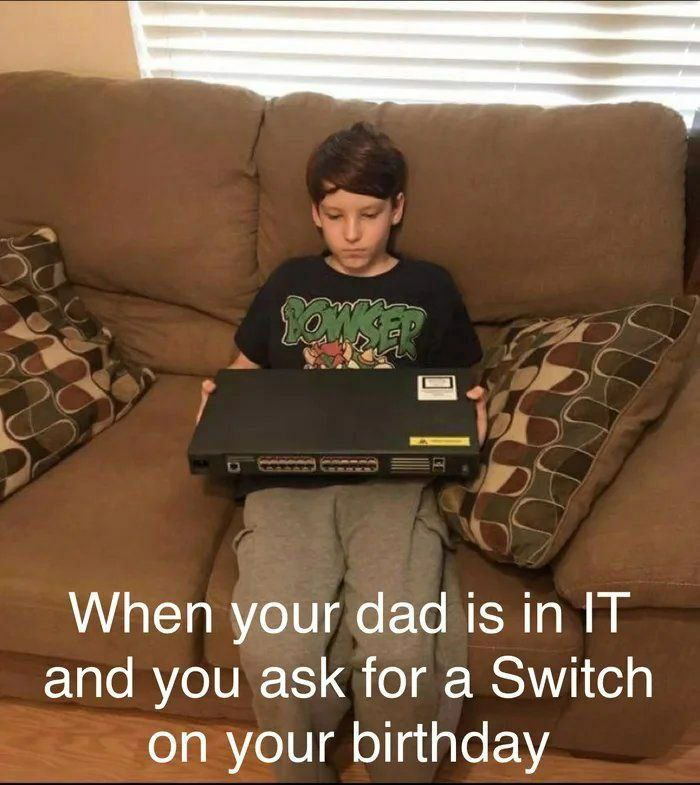 BOWSER
When your dad is in IT
and you ask for a Switch
on your birthday